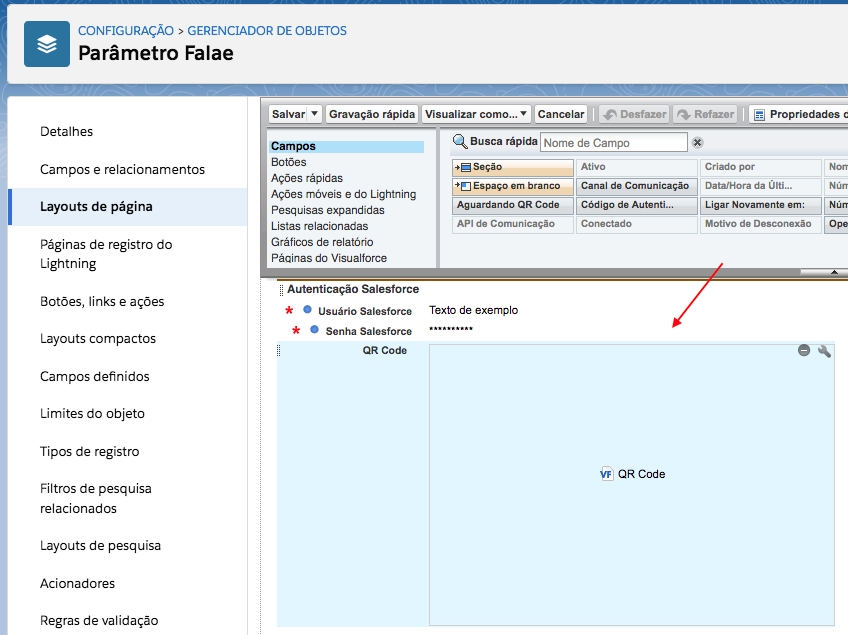 CONFIGURAÇÃO > GERENCIADOR DE OBJETOS
Parâmetro Falae
Detalhes
Campos e relacionamentos
Layouts de página
Páginas de registro do
Lightning
Botões, links e ações
Layouts compactos
Campos definidos
Limites do objeto
Tipos de registro
Filtros de pesquisa
relacionados
Layouts de pesquisa
Acionadores
Regras de validação
Salvar Gravação rápida Visualizar como... Cancelar Desfazer Refazer Propriedades d
Campos
Botões
Ações rápidas
Ações móveis e do Lightning
Pesquisas expandidas
Listas relacionadas
Gráficos de relatório
Páginas do Visualforce
Busca rápida Nome de Campo
Seção Ativo Criado por Nom
Espaço em branco Canal de Comunicação Data/Hora da Últi... Núm
Aguardando QR Code Código de Autenti... Ligar Novamente em: Núm
API de Comunicação Conectado Motivo de Desconexão Ope
Autenticação Salesforce
* Usuário Salesforce Texto de exemplo
* Senha Salesforce **********
QR Code
VF QR Code